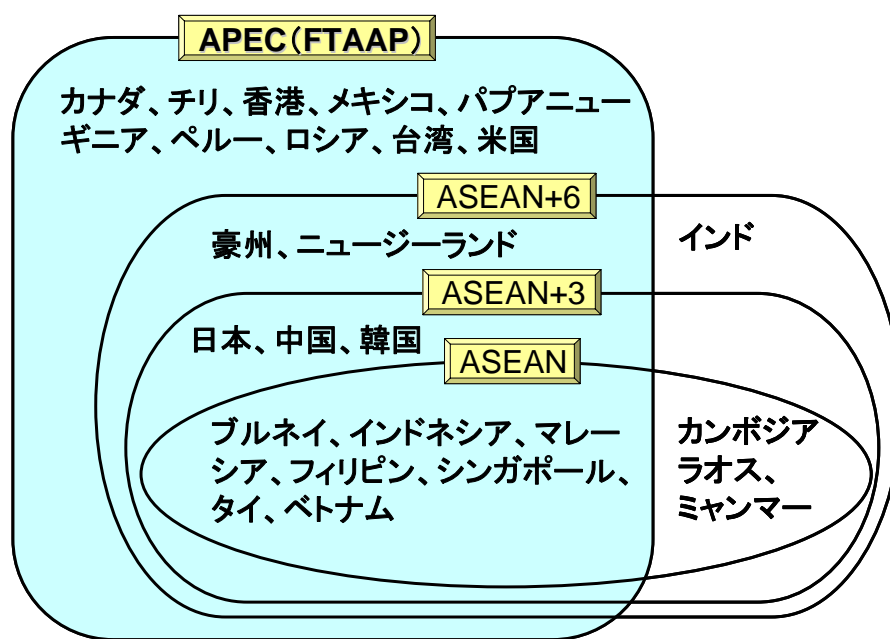 APEC(FTAAP)
カナダ、チリ、香港、メキシコ、パプアニュー
ギニア、ペルー、ロシア、台湾、米国
ASEAN+6
豪州、ニュージーランド
インド
ASEAN+3
日本、中国、韓国
ASEAN
ブルネイ、インドネシア、マレー
シア、フィリピン、シンガポール、
タイ、ベトナム
カンボジア
ラオス、
ミャンマー